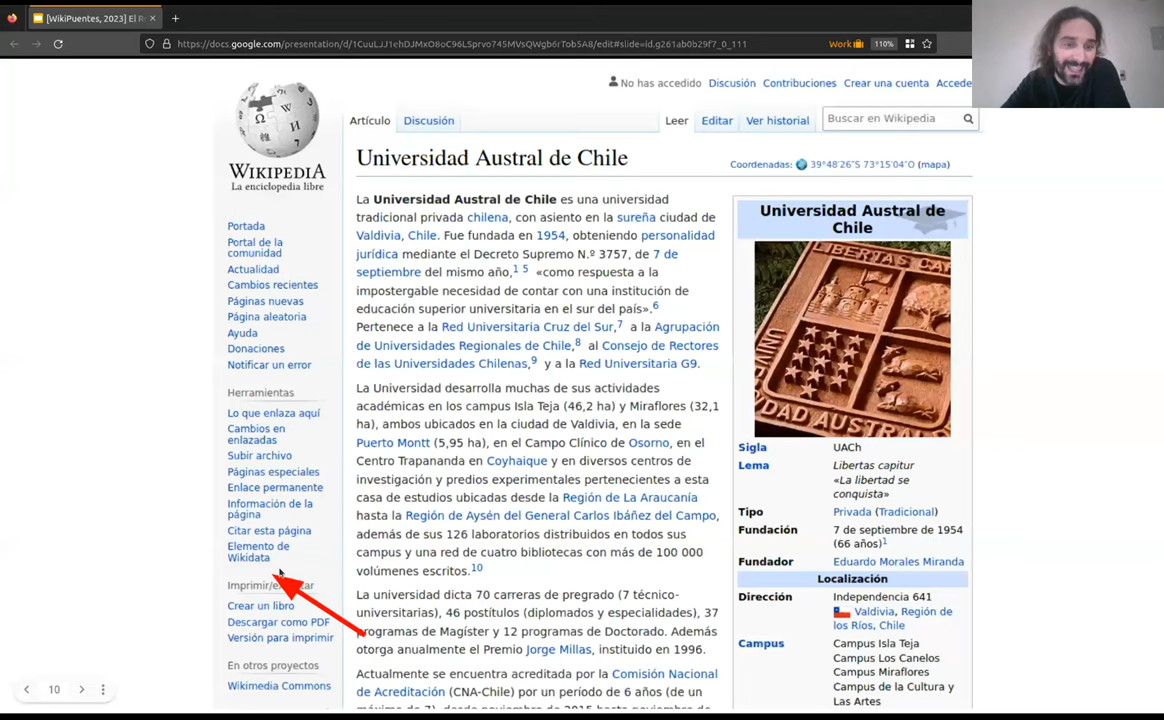 [WikiPuentes, 2023] El R
https://docs.google.com/presentation/d/1CuuLJJ1ehDJMxO8oC96LSprvo745MVsQWgb6rTob5A8/edit#slide=id.g261ab0b29f7_0_111
Work
110%
No has accedido Discusión Contribuciones Crear una cuenta Accede
Artículo Discusión Leer Editar Ver historial Buscar en Wikipedia
WIKIPEDIA
La enciclopedia libre
Portada
Portal de la
comunidad
Actualidad
Cambios recientes
Páginas nuevas
Página aleatoria
Ayuda
Donaciones
Notificar un error
Herramientas
Lo que enlaza aquí
Cambios en
enlazadas
Subir archivo
Páginas especiales
Enlace permanente
Información de la
página
Citar esta página
Elemento de
Wikidata
Crear un libro
Descargar como PDF
Versión para imprimir
En otros proyectos
Wikimedia Commons
10
Universidad Austral de Chile
Coordenadas: 39°48′26″S 73°15′04″O (mapa)
La Universidad Austral de Chile es una universidad
tradicional privada chilena, con asiento en la sureña ciudad de
Valdivia, Chile. Fue fundada en 1954, obteniendo personalidad
jurídica mediante el Decreto Supremo N.º 3757, de 7 de
septiembre del mismo año,1 5 «como respuesta a la
impostergable necesidad de contar con una institución de
educación superior universitaria en el sur del país».6
Pertenece a la Red Universitaria Cruz del Sur,7 a la Agrupación
de Universidades Regionales de Chile,8 al Consejo de Rectores
de las Universidades Chilenas,9 y a la Red Universitaria G9.
La Universidad desarrolla muchas de sus actividades
académicas en los campus Isla Teja (46,2 ha) y Miraflores (32,1
ha), ambos ubicados en la ciudad de Valdivia, en la sede
Puerto Montt (5,95 ha), en el Campo Clínico de Osorno, en el
Centro Trapananda en Coyhaique y en diversos centros de
investigación y predios experimentales pertenecientes a esta
casa de estudios ubicadas desde la Región de La Araucanía
hasta la Región de Aysén del General Carlos Ibáñez del Campo,
además de sus 126 laboratorios distribuidos en todos sus
campus y una red de cuatro bibliotecas con más de 100 000
volúmenes escritos.10
La universidad dicta 70 carreras de pregrado (7 técnico-
universitarias), 46 postítulos (diplomados y especialidades), 37
programas de Magíster y 12 programas de Doctorado. Además
otorga anualmente el Premio Jorge Millas, instituido en 1996.
Actualmente se encuentra acreditada por la Comisión Nacional
de Acreditación (CNA-Chile) por un período de 6 años (de un
Universidad Austral de
Chile
LIBERTAS CA
Sigla UACh
Lema Libertas capitur
«La libertad se
conquista»
Tipo Privada (Tradicional)
Fundación 7 de septiembre de 1954
(66 años)1
Fundador Eduardo Morales Miranda
Localización
Dirección Independencia 641
Valdivia, Región de
los Ríos, Chile
Campus Campus Isla Teja
Campus Los Canelos
Campus Miraflores
Campus de la Cultura y
Las Artes